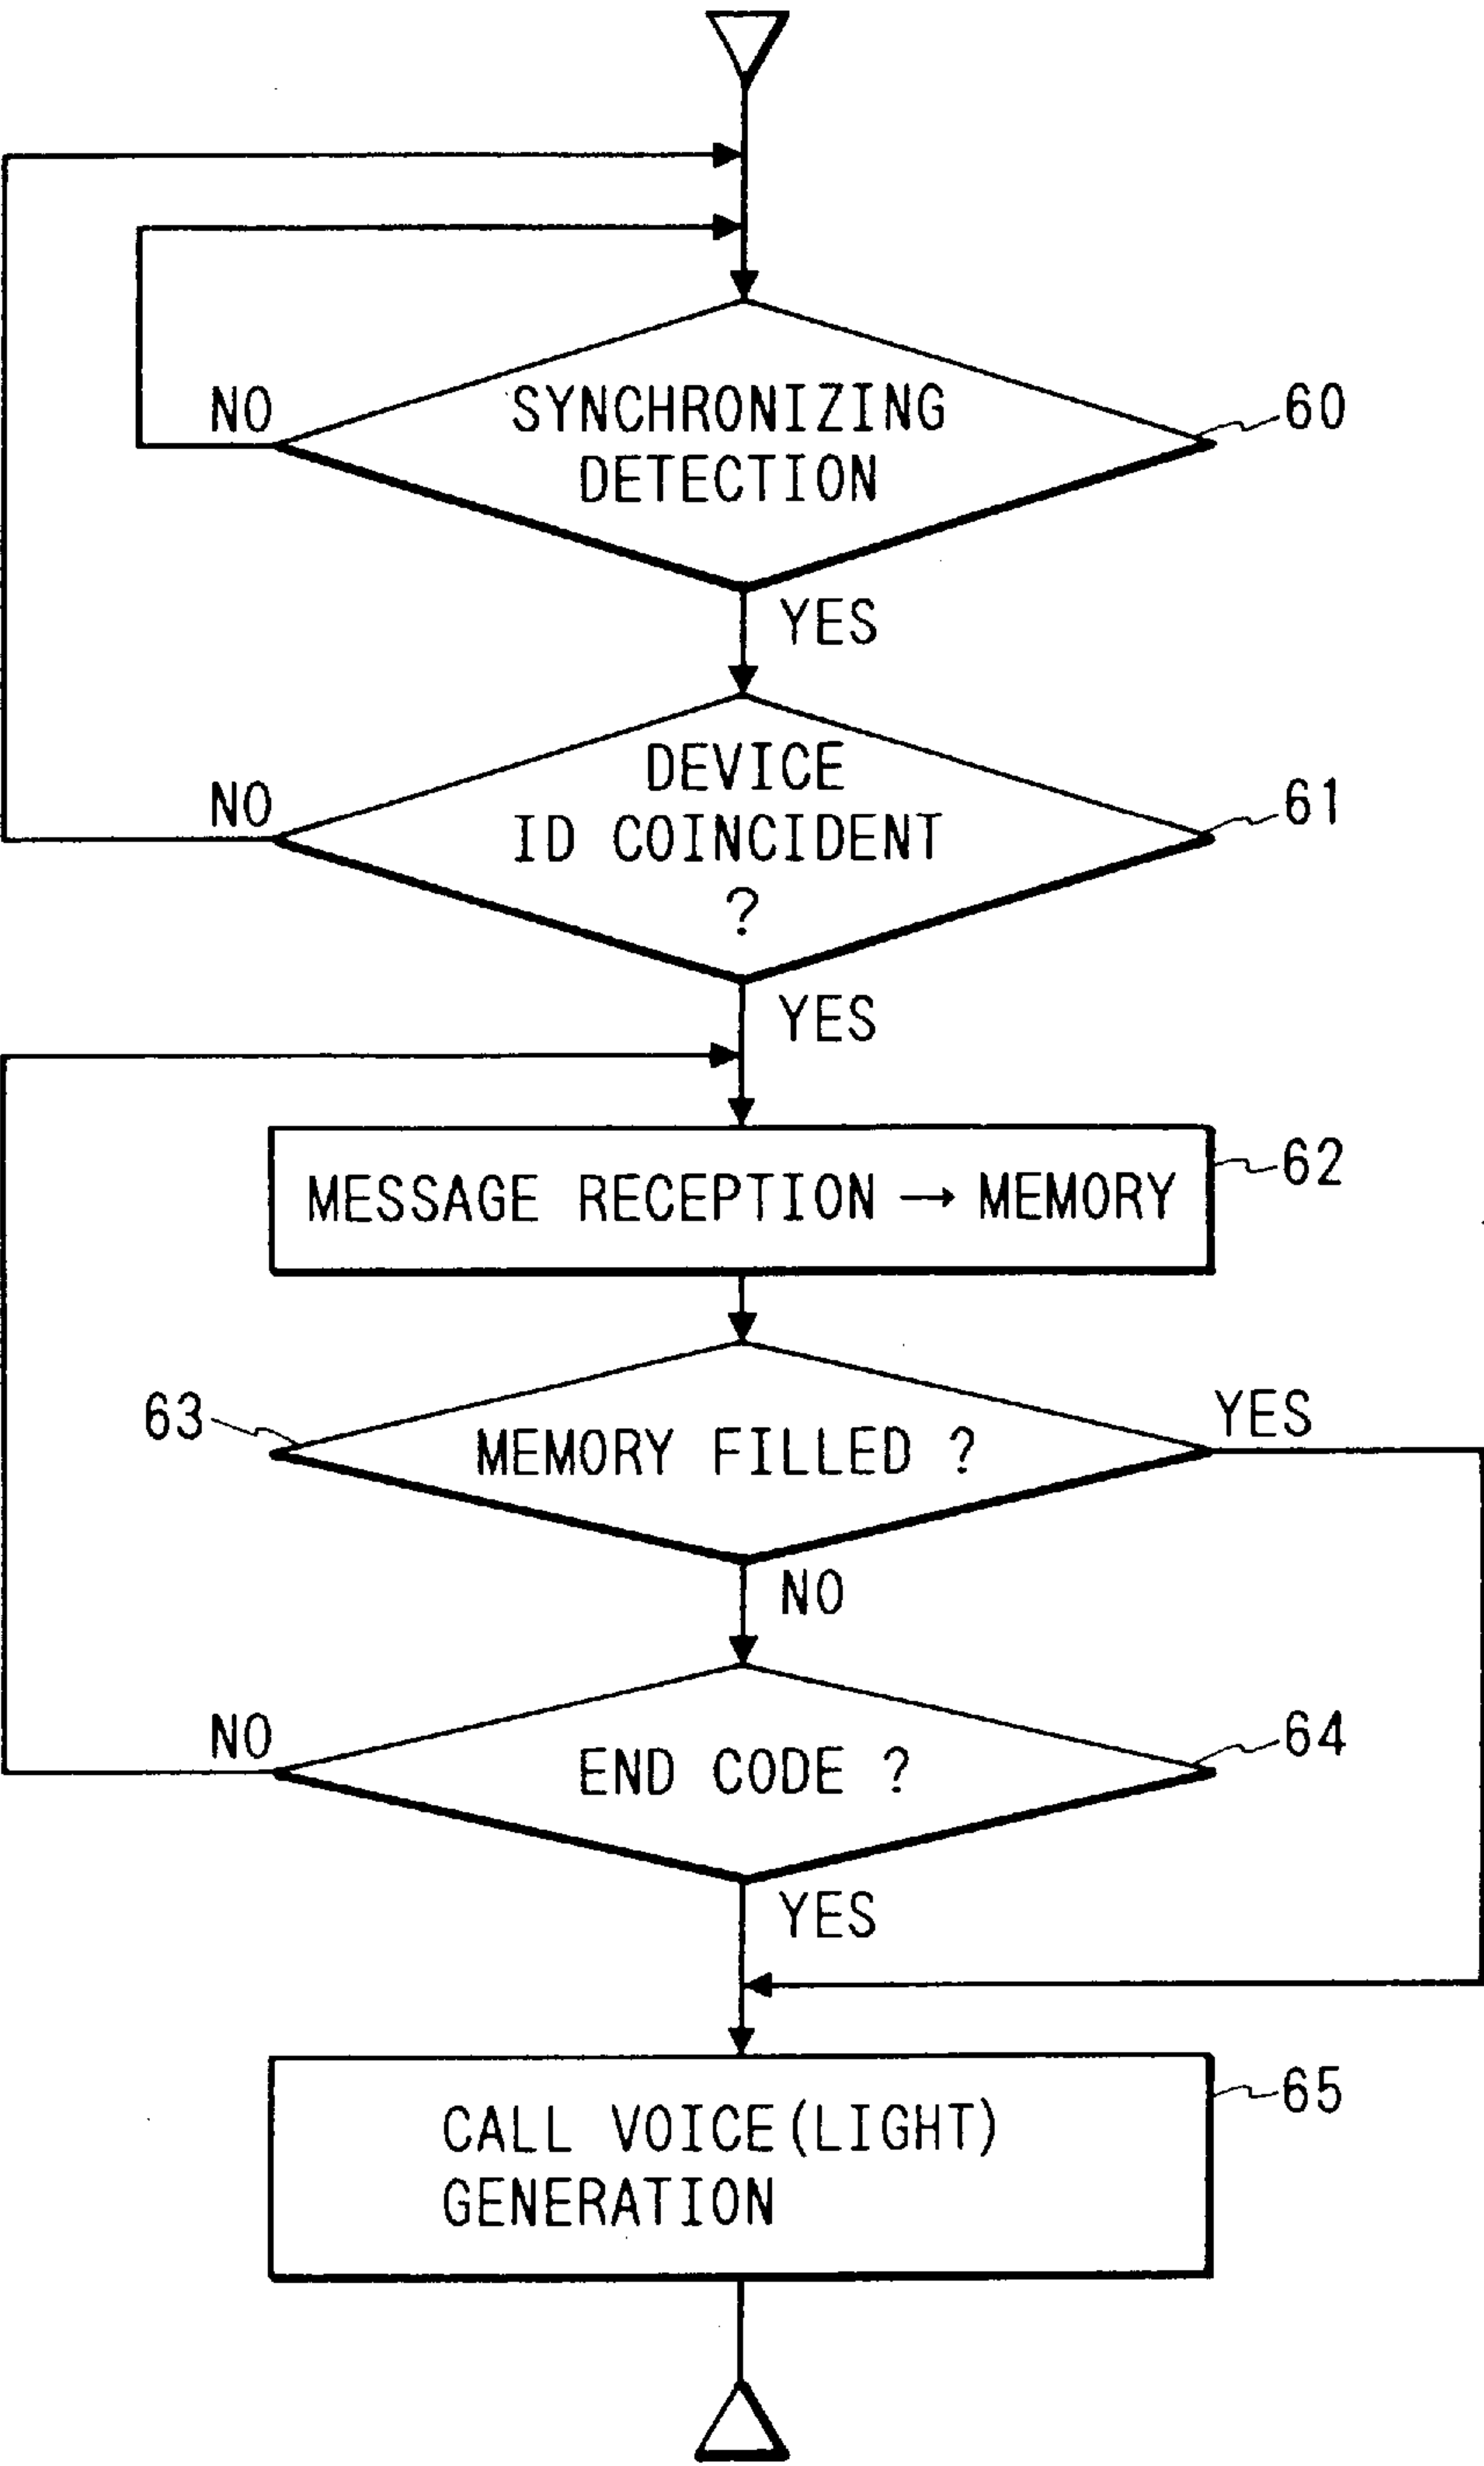 NO
SYNCHRONIZING
DETECTION
60
YES
DEVICE
ID COINCIDENT
?
NO
61
YES
MESSAGE RECEPTION → MEMORY
62
63
MEMORY FILLED ?
YES
NO
NO
END CODE ?
64
YES
CALL VOICE(LIGHT)
GENERATION
65